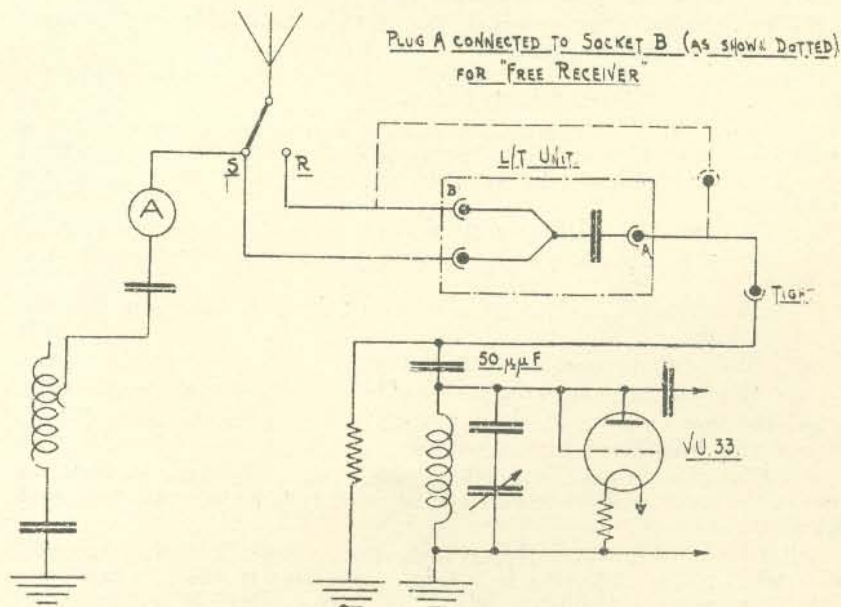 PLUG A CONNECTED TO SOCKET B (AS SHOWN DOTTED)
FOR "FREE RECEIVER"
S
R
L/T UNIT.
B
A
A
TIGHT
50 μμF
VU.33.